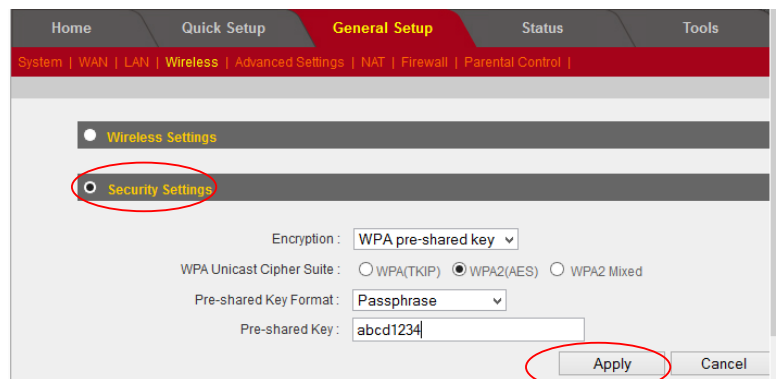 Home Quick Setup General Setup Status Tools
System | WAN | LAN | Wireless | Advanced Settings | NAT | Firewall | Parental Control |
Wireless Settings
Security Settings
Encryption : WPA pre-shared key
WPA Unicast Cipher Suite : WPA(TKIP) WPA2(AES) WPA2 Mixed
Pre-shared Key Format : Passphrase
Pre-shared Key : abcd1234
Apply Cancel